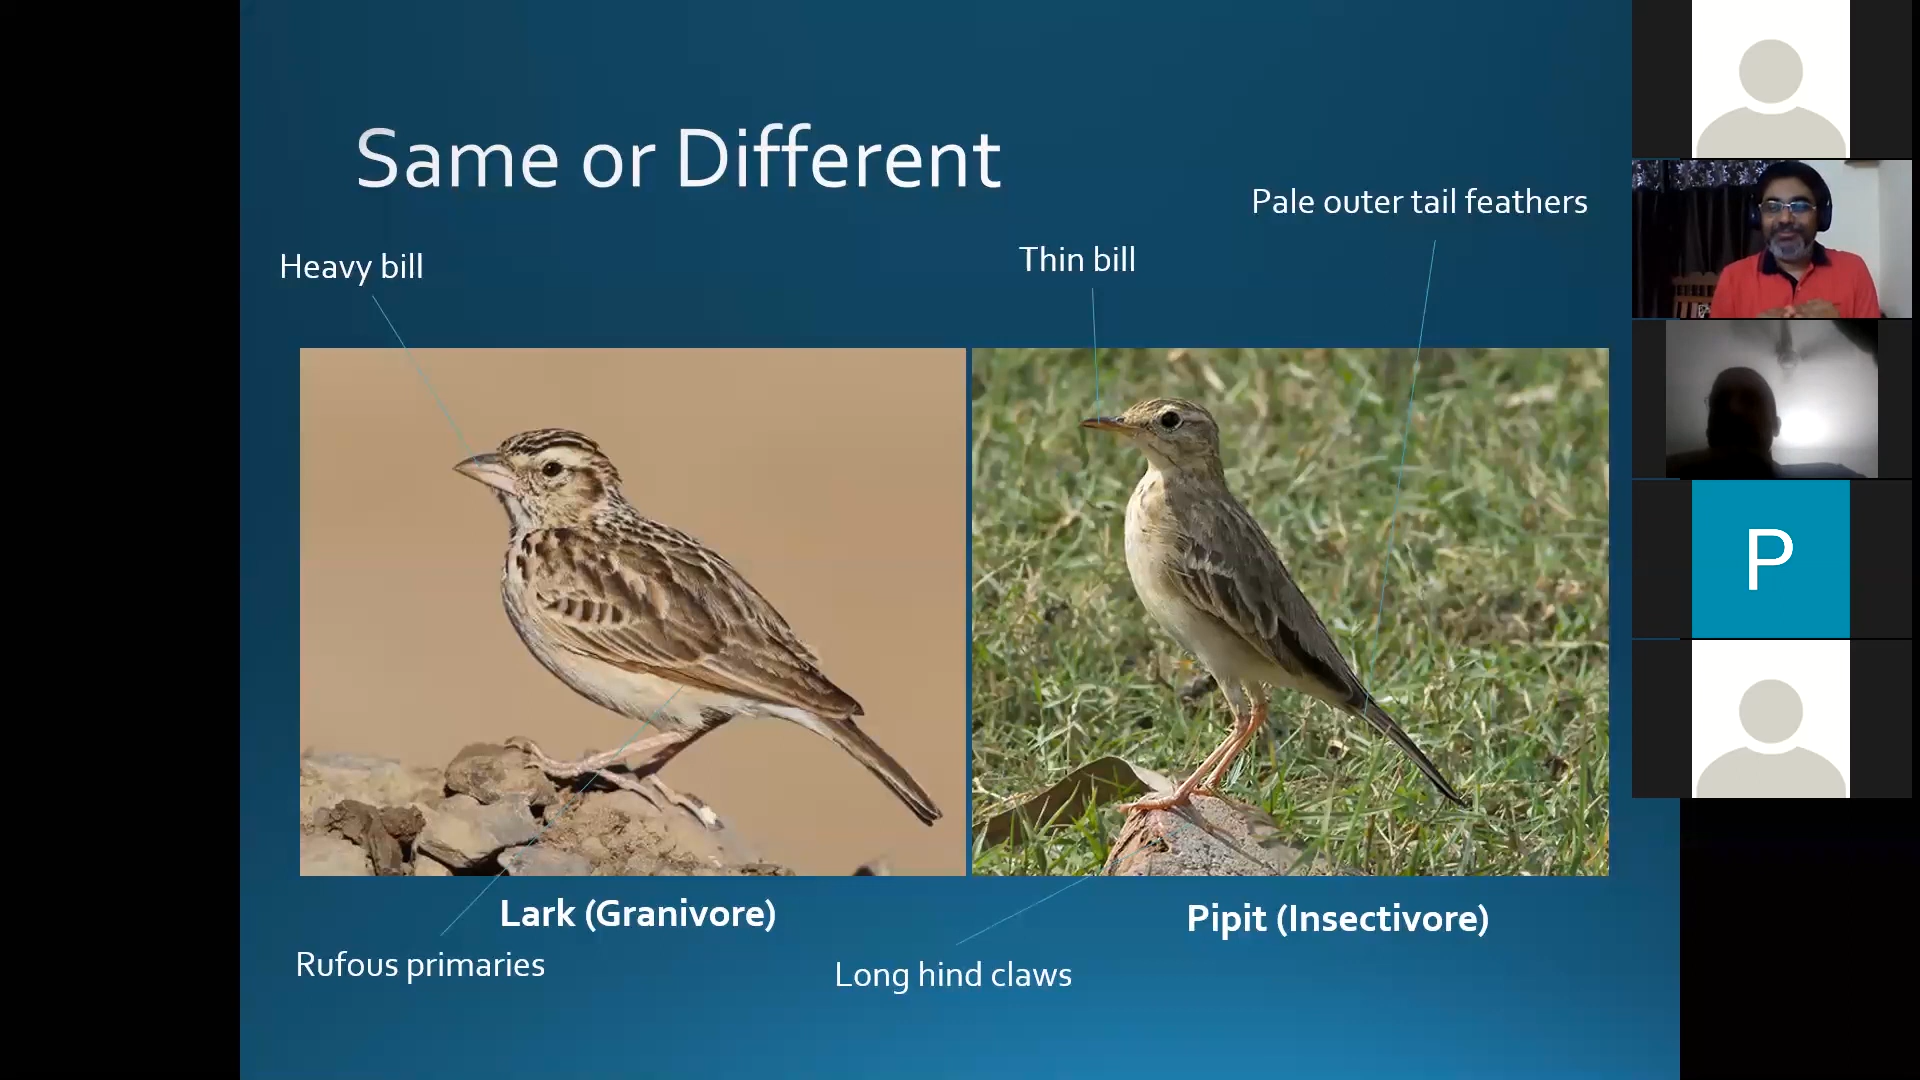 Same or Different
Pale outer tail feathers
Thin bill
Heavy bill
Lark (Granivore)
Pipit (Insectivore)
Rufous primaries
Long hind claws
P